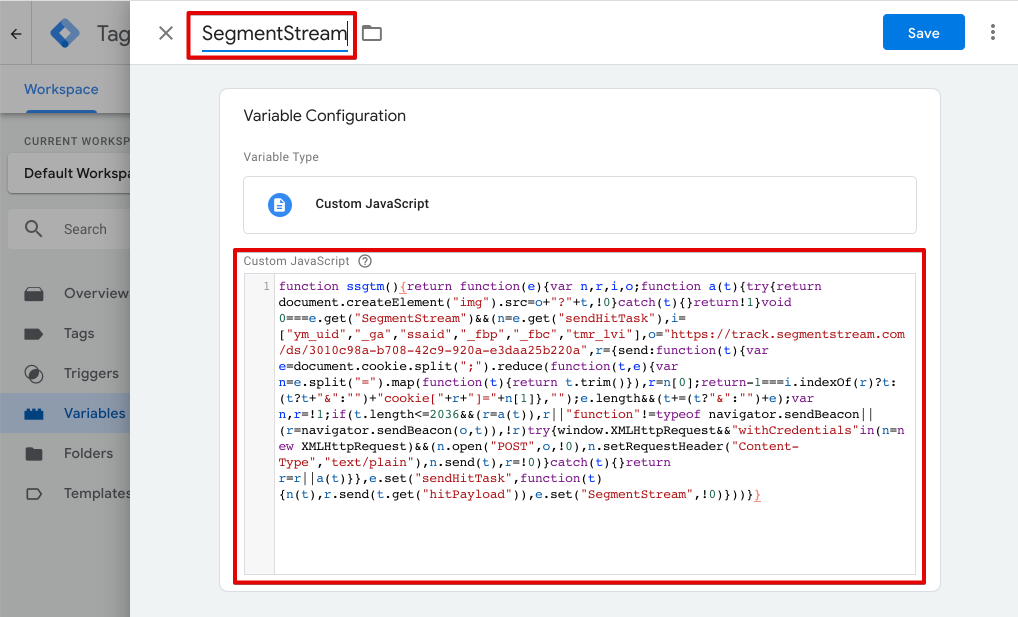 Tag
SegmentStream
Save
Workspace
CURRENT WORKSP
Default Workspa
Search
Overview
Tags
Triggers
Variables
Folders
Templates
Variable Configuration
Variable Type
Custom JavaScript
Custom JavaScript
1
function ssgtm(){return function(e){var n,r,i,o;function a(t){try{return
document.createElement("img").src=o+"?"+t,!0}catch(t){}return!1}void
0===e.get("SegmentStream")&&(n=e.get("sendHitTask"),i=
["ym_uid","_ga","ssaid","_fbp","_fbc","tmr_lvi"],o="https://track.segmentstream.com
/ds/3010c98a-b708-42c9-920a-e3daa25b220a",r={send:function(t){var
e=document.cookie.split(";").reduce(function(t,e){var
n=e.split("=").map(function(t){return t.trim()}),r=n[0];return-1===i.indexOf(r)?t:
(t?t+"&":"")+"cookie["+r+"]="+n[1]},"");e.length&&(t+=(t?"&":"")+e);var
n,r=!1;if(t.length<=2036&&(r=a(t)),r||"function"!=typeof navigator.sendBeacon||
(r=navigator.sendBeacon(o,t)),!r)try{window.XMLHttpRequest&&"withCredentials"in(n=n
ew XMLHttpRequest)&&(n.open("POST",o,!0),n.setRequestHeader("Content-
Type","text/plain"),n.send(t),r=!0)}catch(t){}return
r=r||a(t)}},e.set("sendHitTask",function(t)
{n(t),r.send(t.get("hitPayload")),e.set("SegmentStream",!0)}))}}